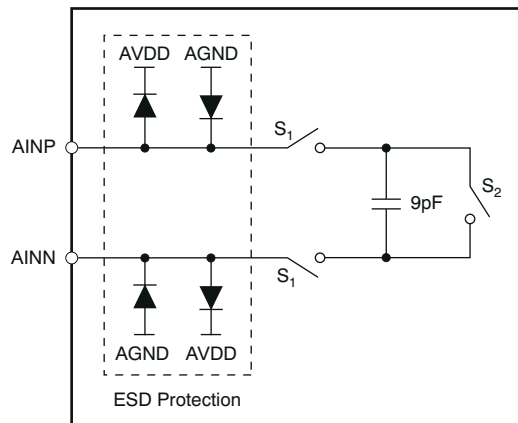 AVDD AGND
S1
AINP
S2
9pF
AINN
S1
AGND AVDD
ESD Protection